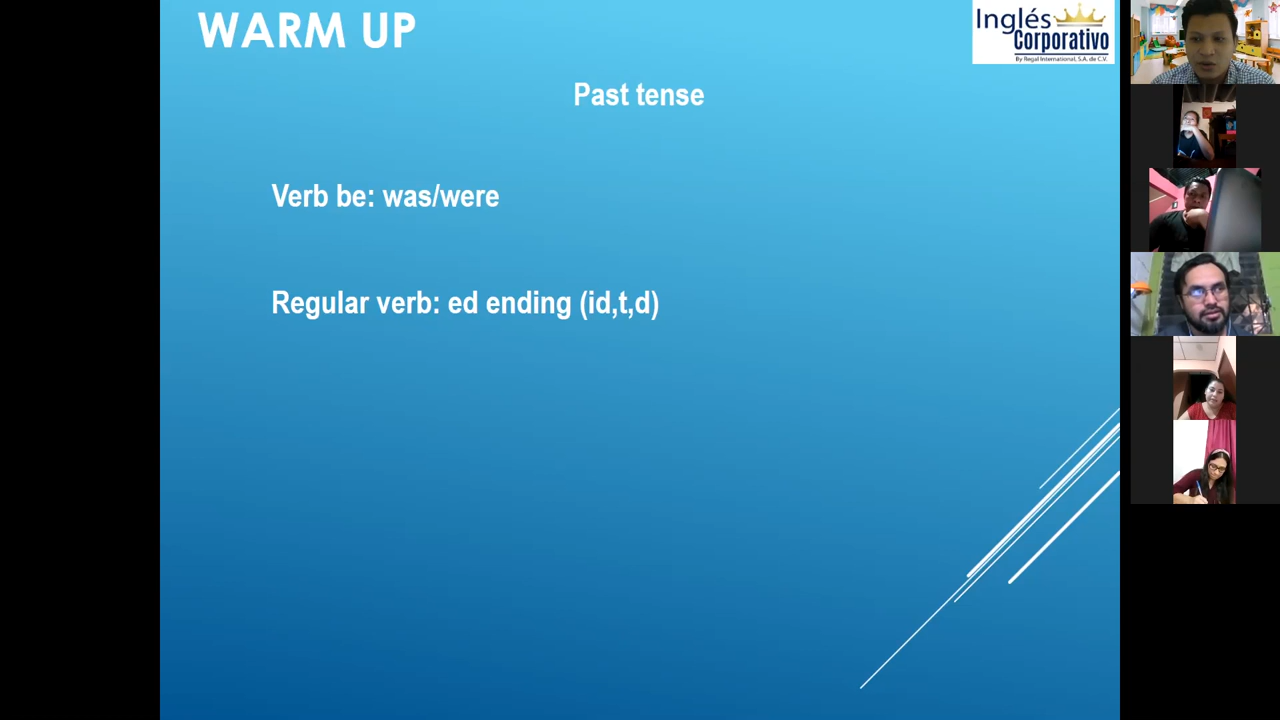 WARM UP
Inglés
Corporativo
By Regal International, S.A. de C.V.
Past tense
Verb be: was/were
Regular verb: ed ending (id,t,d)